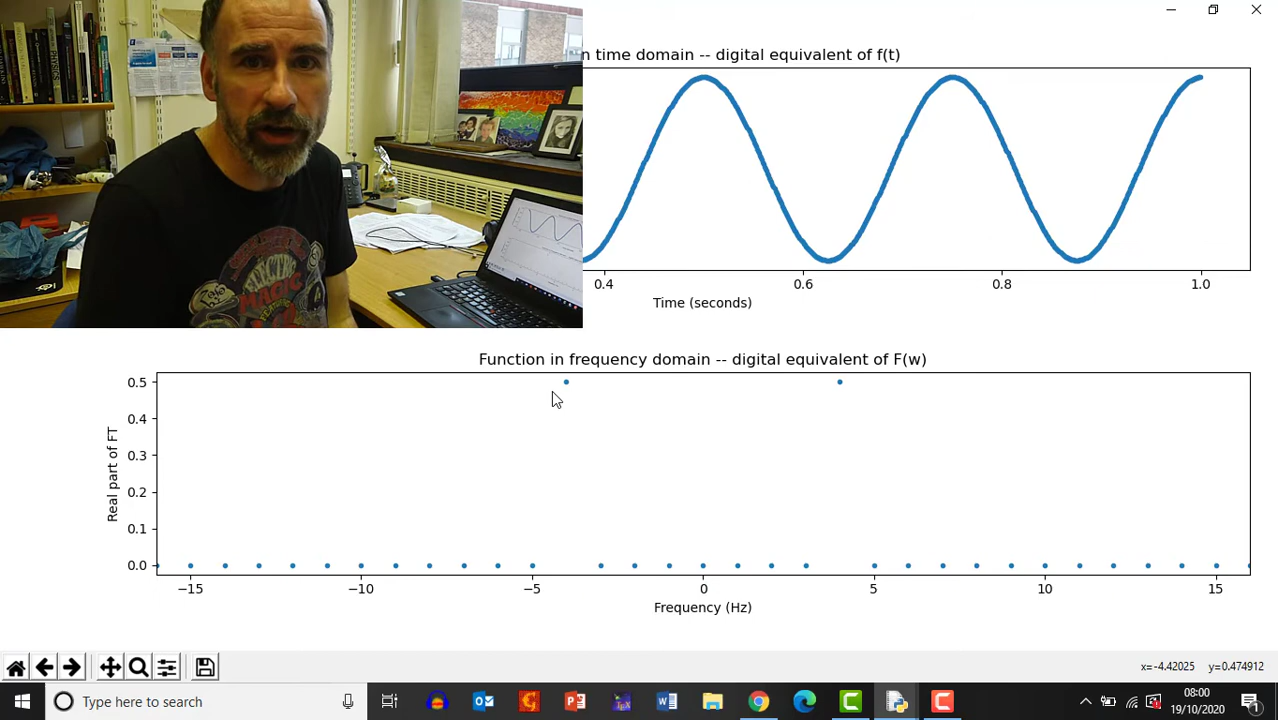 n time domain -- digital equivalent of f(t)
0.4
0.6
0.8
1.0
Time (seconds)
ELECTRIC
MAGIC
Function in frequency domain -- digital equivalent of F(w)
0.5
0.4
0.3
0.2
0.1
0.0
Real part of FT
−15
−10
−5
0
5
10
15
Frequency (Hz)
x=-4.42025 y=0.474912
Type here to search
08:00
19/10/2020